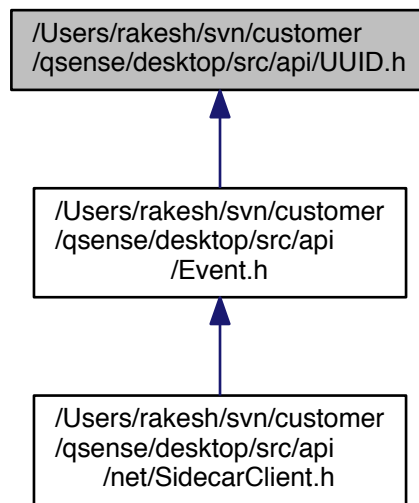 /Users/rakesh/svn/customer
/qsense/desktop/src/api/UUID.h
/Users/rakesh/svn/customer
/qsense/desktop/src/api
/Event.h
/Users/rakesh/svn/customer
/qsense/desktop/src/api
/net/SidecarClient.h